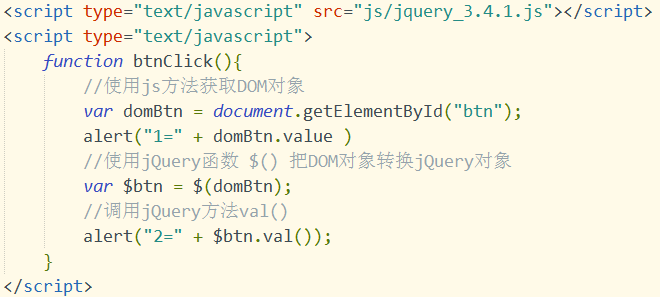 <script type="text/javascript" src="js/jquery_3.4.1.js"></script>
<script type="text/javascript">
function btnClick(){
//使用js方法获取DOM对象
var domBtn = document.getElementById("btn");
alert("1=" + domBtn.value )
//使用jQuery函数 $() 把DOM对象转换jQuery对象
var $btn = $(domBtn);
//调用jQuery方法val()
alert("2=" + $btn.val());
}
</script>